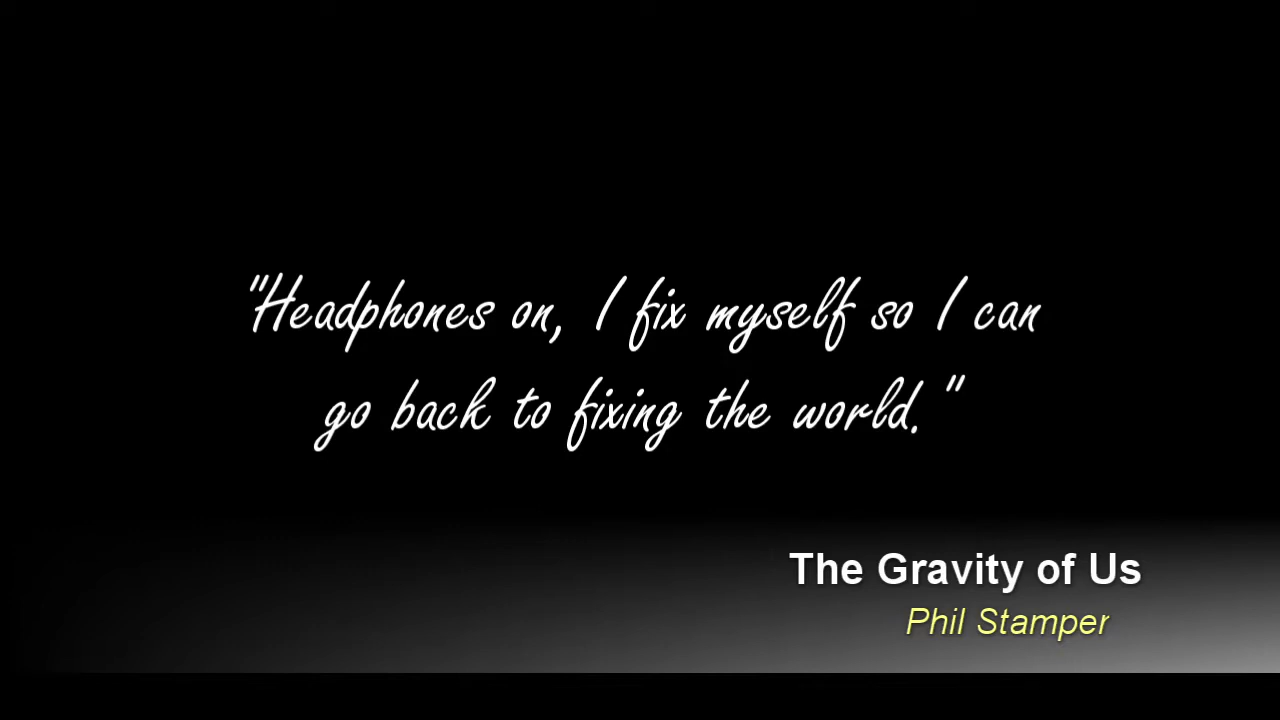 "Headphones on, I fix myself so I can
go back to fixing the world."
The Gravity of Us
Phil Stamper